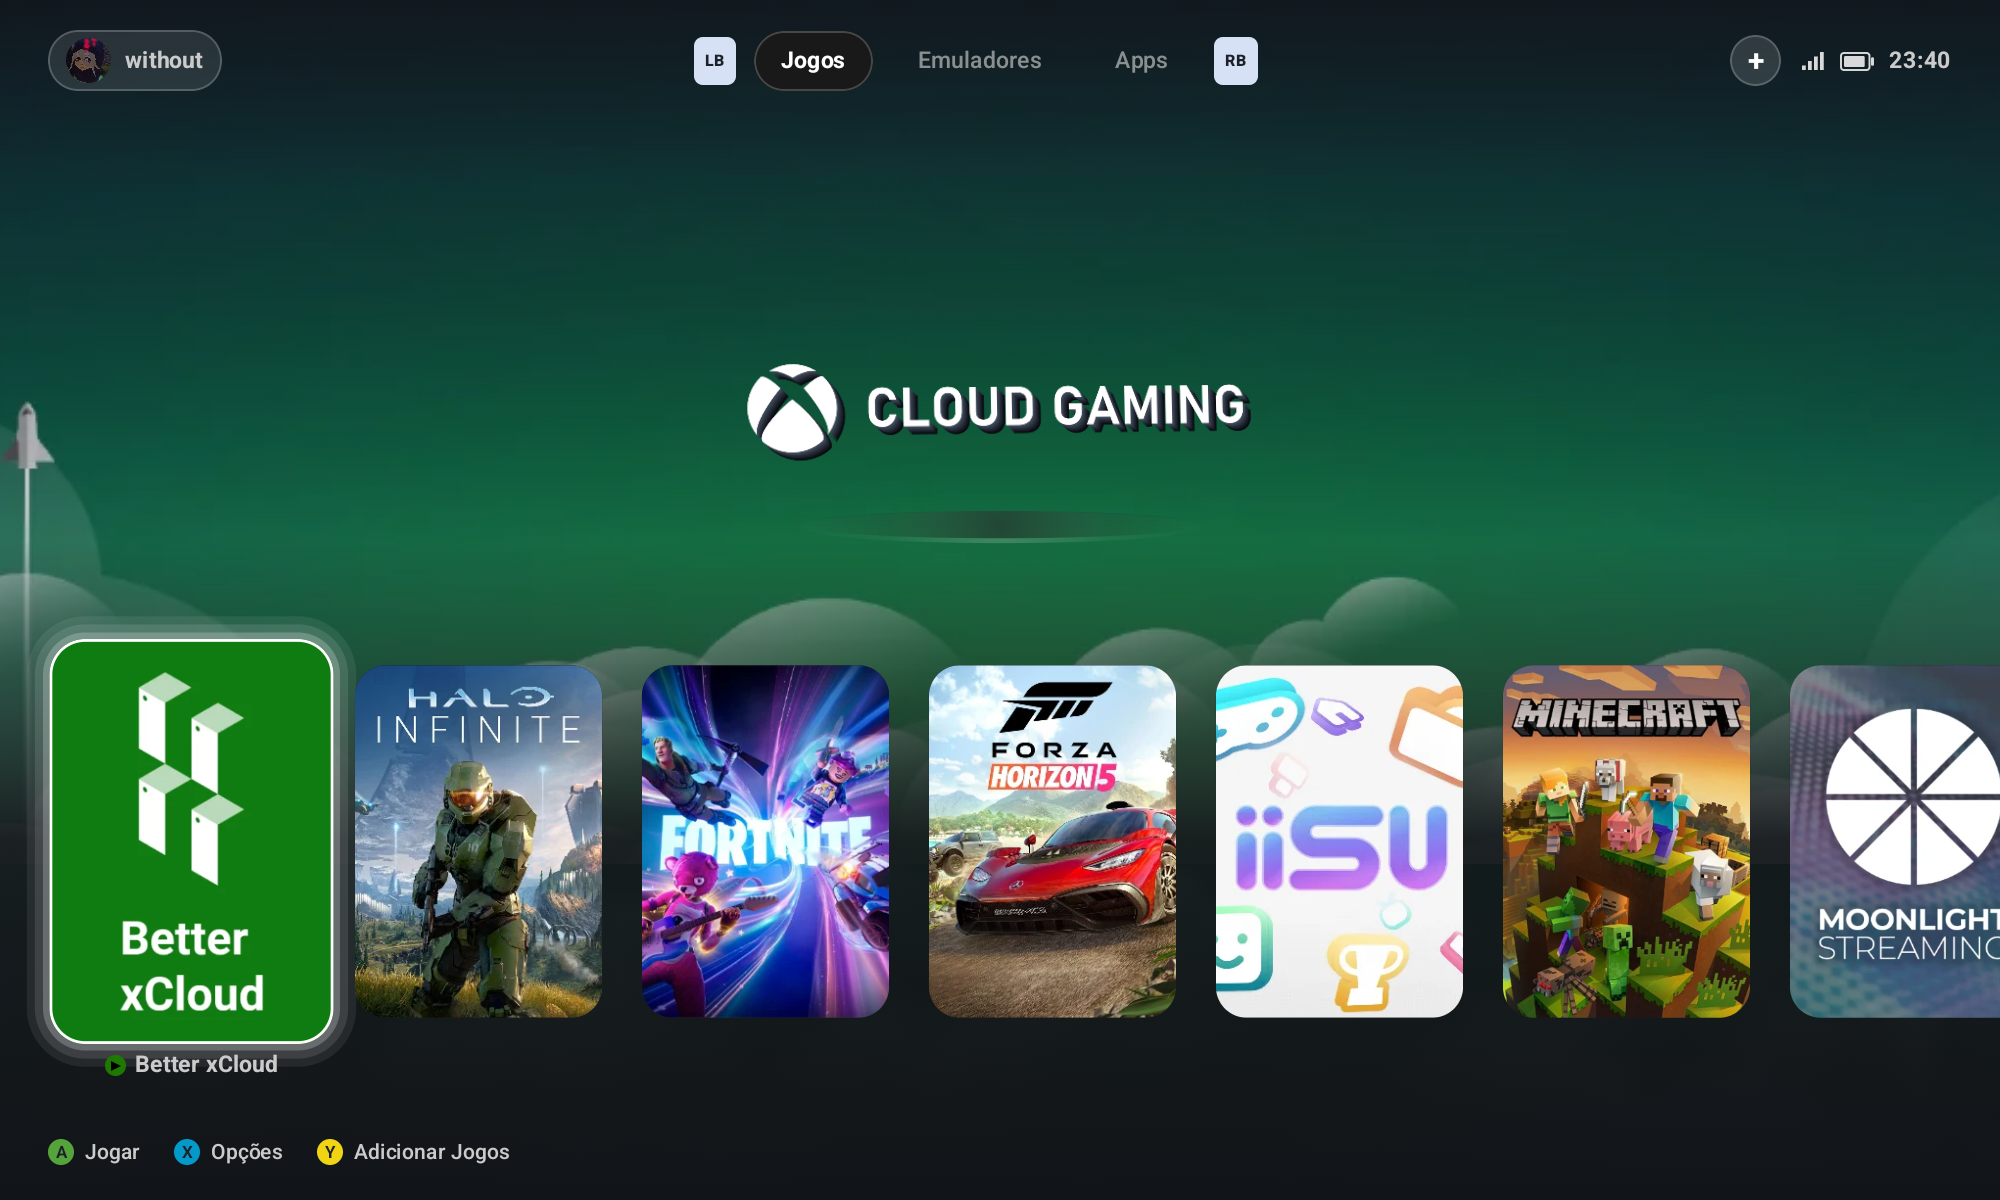 without
LB
Jogos
Emuladores
Apps
RB
+
23:40
CLOUD GAMING
Better
xCloud
HALO
INFINITE
FORTNITE
FORZA
HORIZON 5
iiSU
MINECRAFT
MOONLIGHT
STREAMING
Better xCloud
A Jogar
X Opções
Y Adicionar Jogos